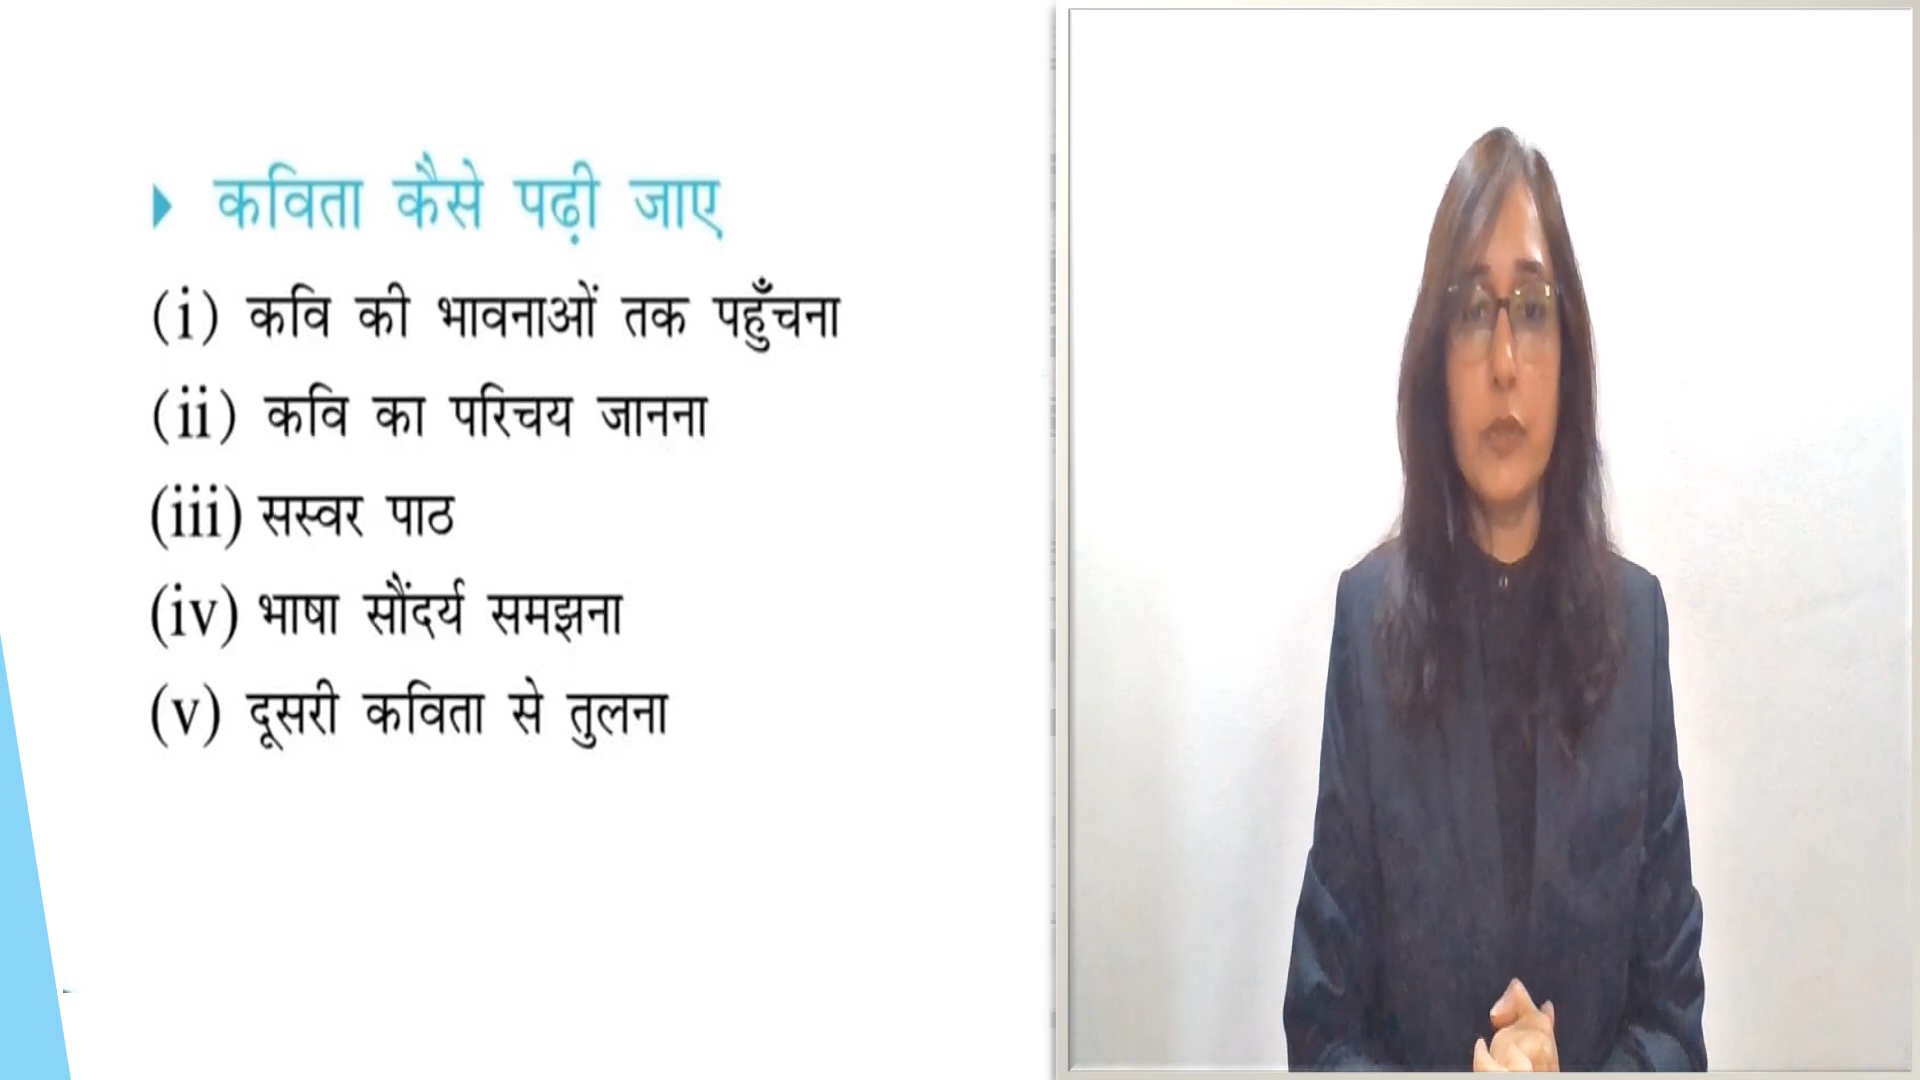 कविता कैसे पढ़ी जाए
(i) कवि की भावनाओं तक पहुँचना
(ii) कवि का परिचय जानना
(iii) सस्वर पाठ
(iv) भाषा सौंदर्य समझना
(v) दूसरी कविता से तुलना